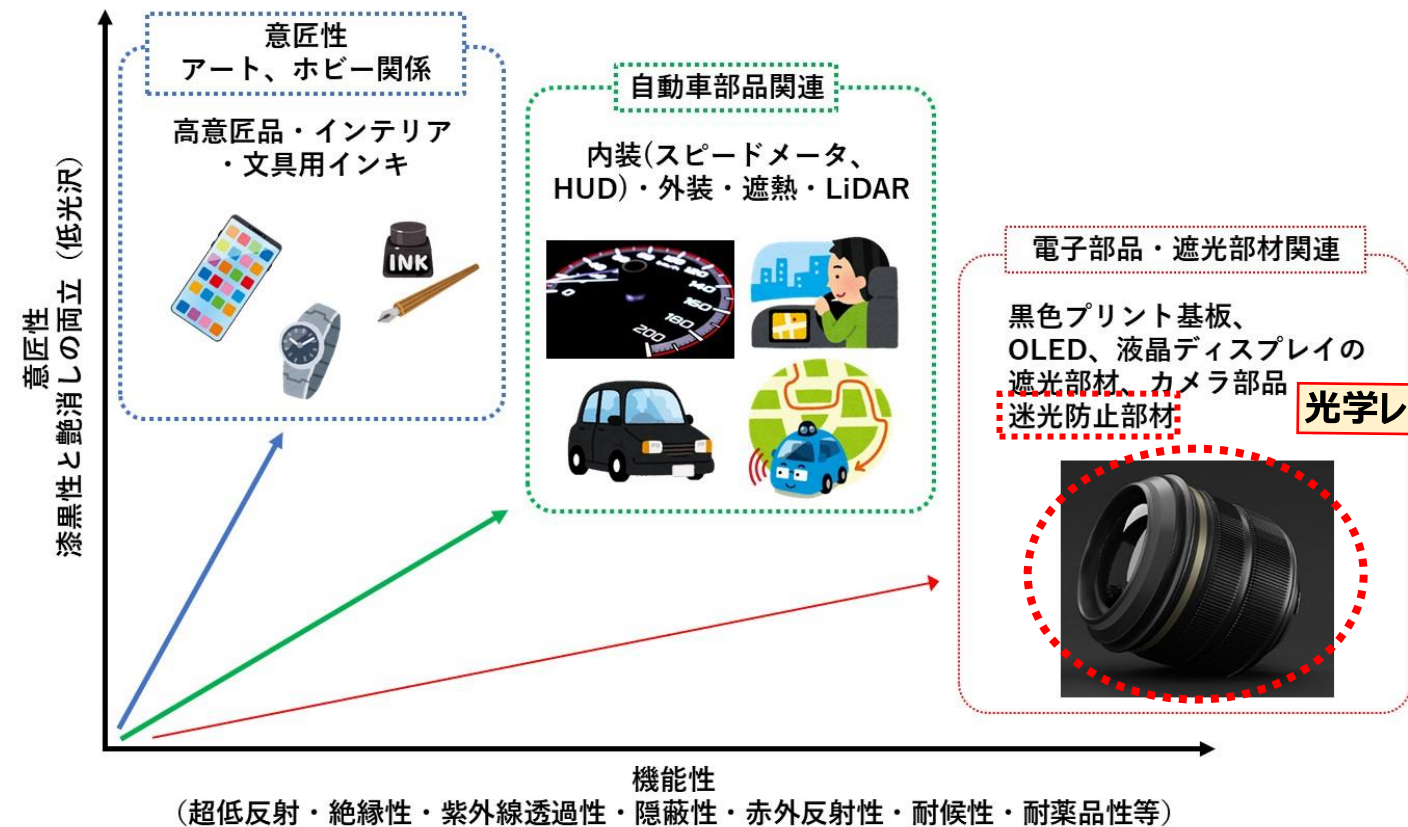 意匠性
アート、ホビー関係
高意匠品・インテリア
・文具用インキ
INK
自動車部品関連
内装(スピードメータ、
HUD)・外装・遮熱・LiDAR
0
140
160
180
200
電子部品・遮光部材関連
黒色プリント基板、
OLED、液晶ディスプレイの
遮光部材、カメラ部品
迷光防止部材
光学レ
意匠性
漆黒性と艶消しの両立（低光沢）
機能性
（超低反射・絶縁性・紫外線透過性・隠蔽性・赤外反射性・耐候性・耐薬品性等）